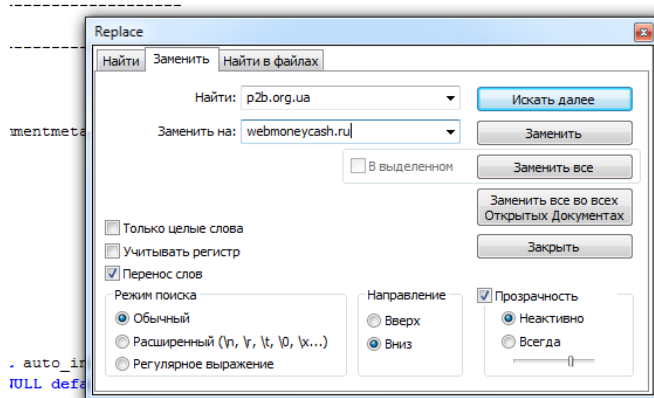 Replace
Найти Заменить Найти в файлах
Найти: p2b.org.ua
Искать далее
Заменить на: webmoneycash.ru
Заменить
В выделенном
Заменить все
Заменить все во всех
Открытых Документах
Закрыть
Только целые слова
Учитывать регистр
Перенос слов
Режим поиска
Обычный
Расширенный (\n, \r, \t, \0, \x...)
Регулярное выражение
Направление
Вверх
Вниз
Прозрачность
Неактивно
Всегда
mmentmeta
auto_in
NULL defa